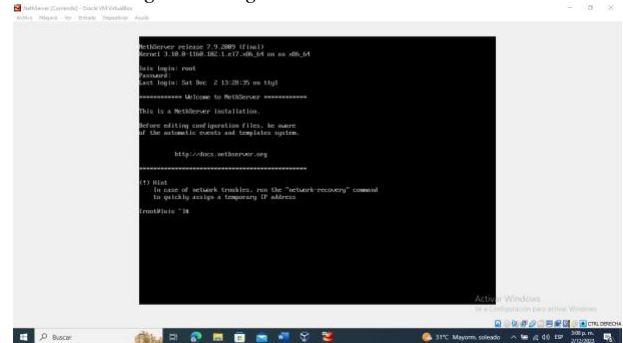 NethServer [Corriendo] - Oracle VM VirtualBox
Archivo Máquina Ver Entrada Dispositivos Ayuda
NethServer release 7.9.2009 (final)
Kernel 3.10.0-1160.102.1.el7.x86_64 on an x86_64
luis login: root
Password:
Last login: Sat Dec 2 13:28:35 on tty1
************ Welcome to NethServer ************
This is a NethServer installation.
Before editing configuration files, be aware
of the automatic events and templates system.
http://docs.nethserver.org
***********************************************
(!) Hint
In case of network troubles, run the "network-recovery" command
to quickly assign a temporary IP address
[root@luis ~]#
Activar Windows
Ve a Configuración para activar Windows.
CTRL DERECHA
Buscar
31°C Mayorm. soleado
ESP
3:08 p. m.
2/12/2023